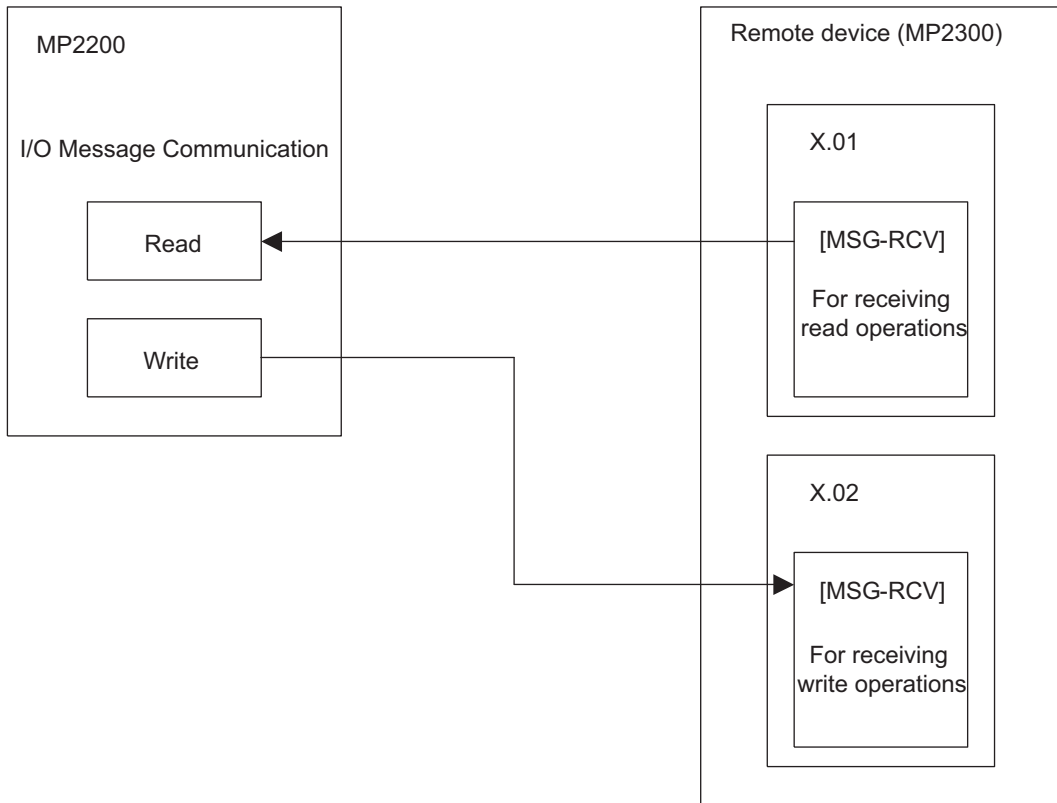 MP2200
I/O Message Communication
Read
Write
Remote device (MP2300)
X.01
[MSG-RCV]
For receiving
read operations
X.02
[MSG-RCV]
For receiving
write operations